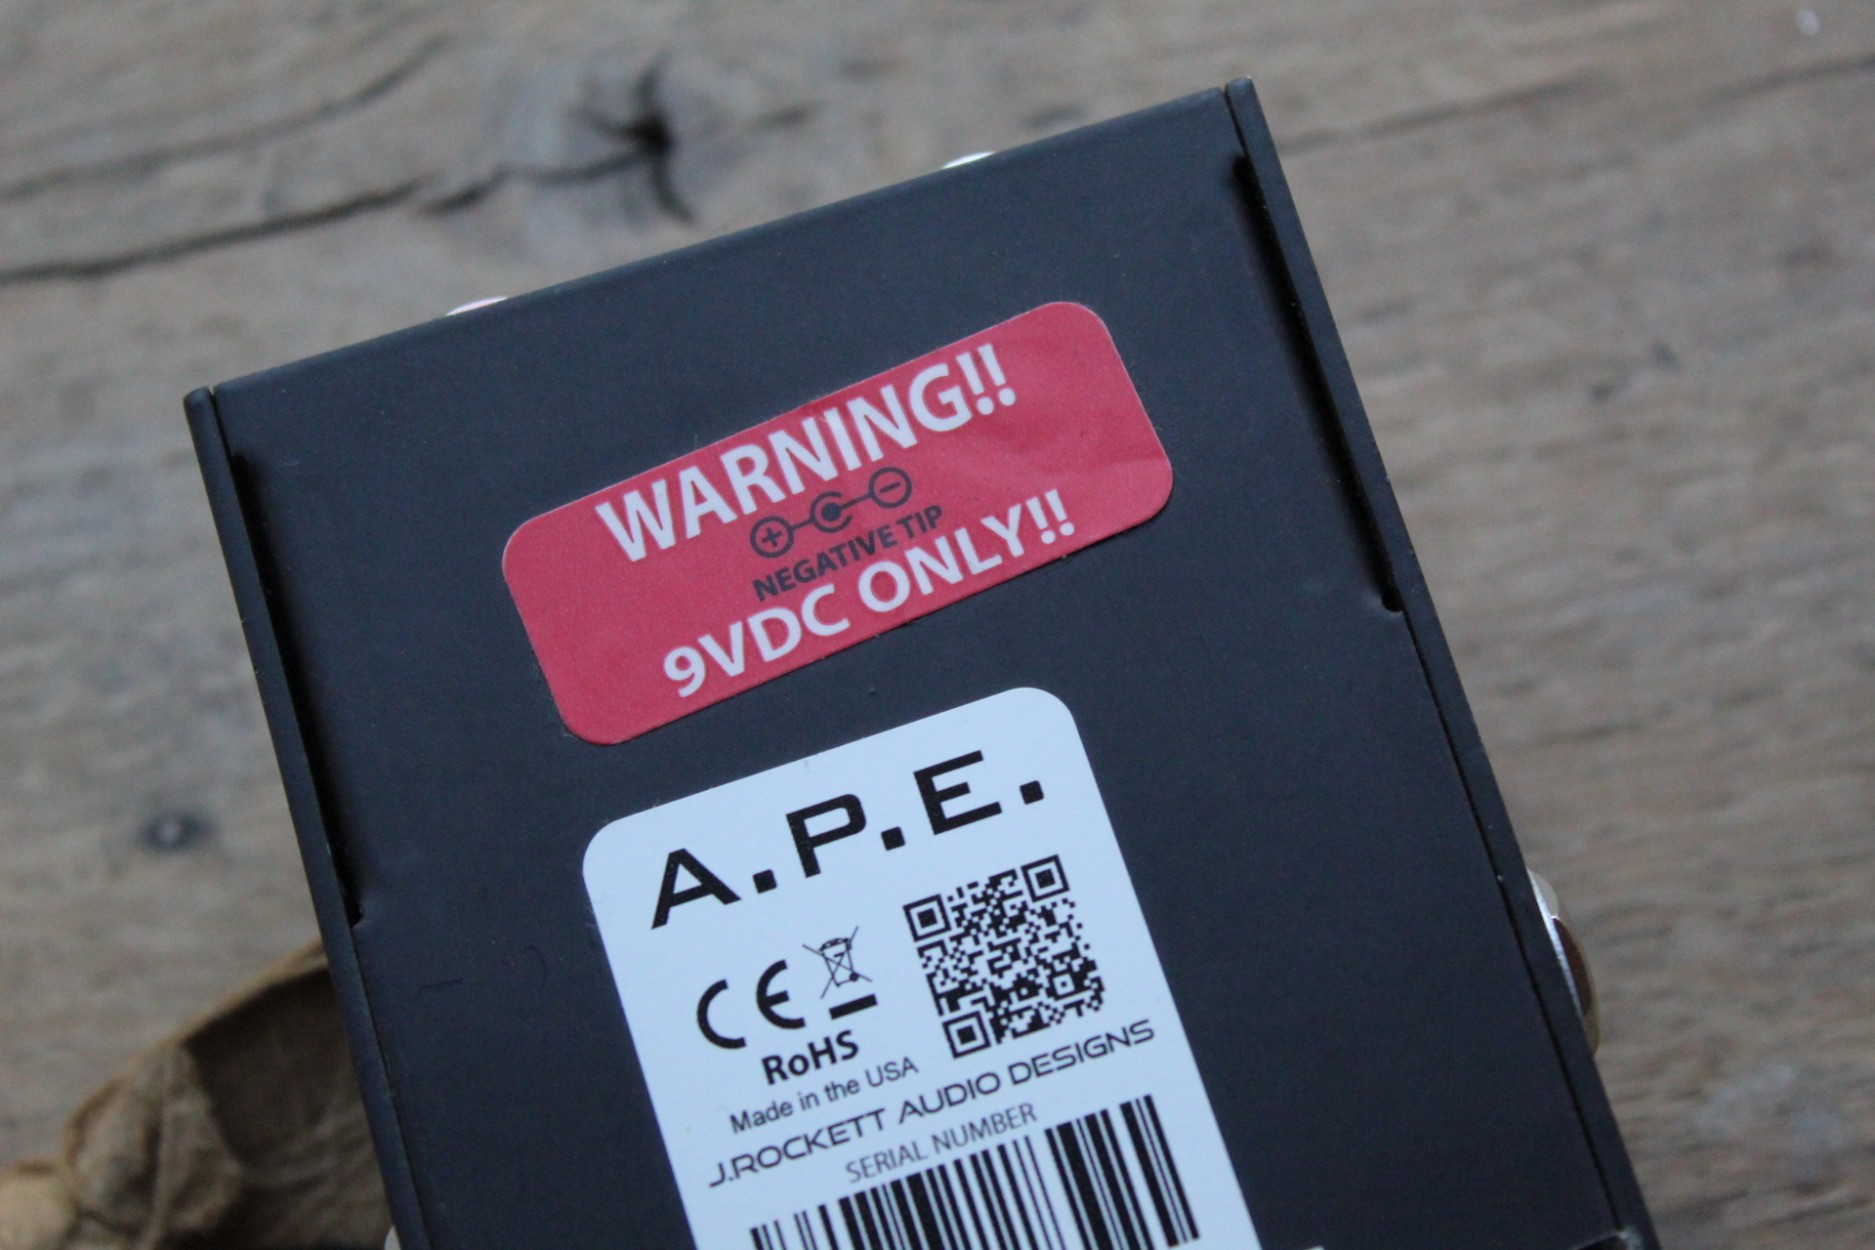 WARNING!!
NEGATIVE TIP
9VDC ONLY!!
A.P.E.
CE
RoHS
Made in the USA
J.ROCKETT AUDIO DESIGNS
SERIAL NUMBER